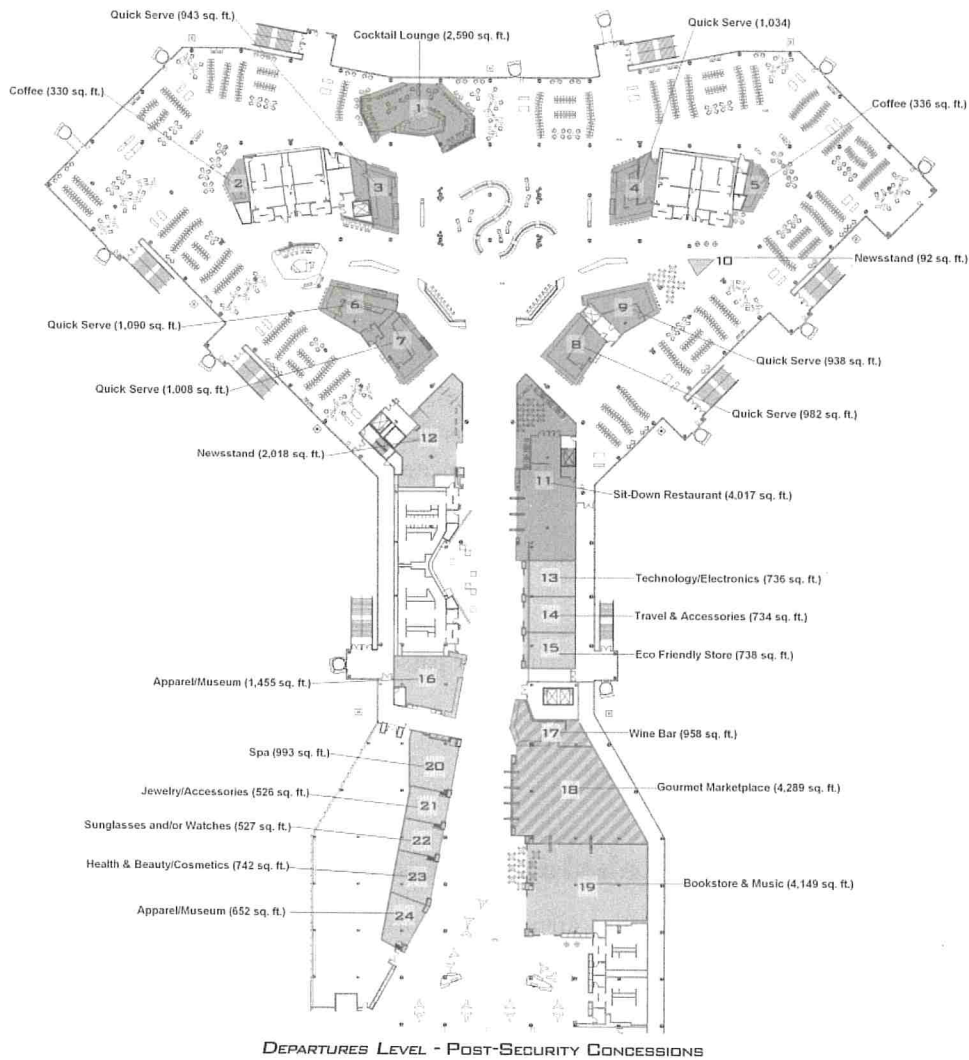 Quick Serve (943 sq. ft.)
Cocktail Lounge (2,590 sq. ft.)
Quick Serve (1,034)
Coffee (330 sq. ft.)
Coffee (336 sq. ft.)
1
2
3
4
5
10
Newsstand (92 sq. ft.)
6
9
Quick Serve (1,090 sq. ft.)
7
8
Quick Serve (938 sq. ft.)
Quick Serve (1,008 sq. ft.)
Quick Serve (982 sq. ft.)
12
Newsstand (2,018 sq. ft.)
11
Sit-Down Restaurant (4,017 sq. ft.)
13
Technology/Electronics (736 sq. ft.)
14
Travel & Accessories (734 sq. ft.)
15
Eco Friendly Store (738 sq. ft.)
Apparel/Museum (1,455 sq. ft.)
16
17
Wine Bar (958 sq. ft.)
Spa (993 sq. ft.)
20
Jewelry/Accessories (526 sq. ft.)
21
18
Gourmet Marketplace (4,289 sq. ft.)
Sunglasses and/or Watches (527 sq. ft.)
22
Health & Beauty/Cosmetics (742 sq. ft.)
23
19
Bookstore & Music (4,149 sq. ft.)
Apparel/Museum (652 sq. ft.)
24
DEPARTURES LEVEL - POST-SECURITY CONCESSIONS